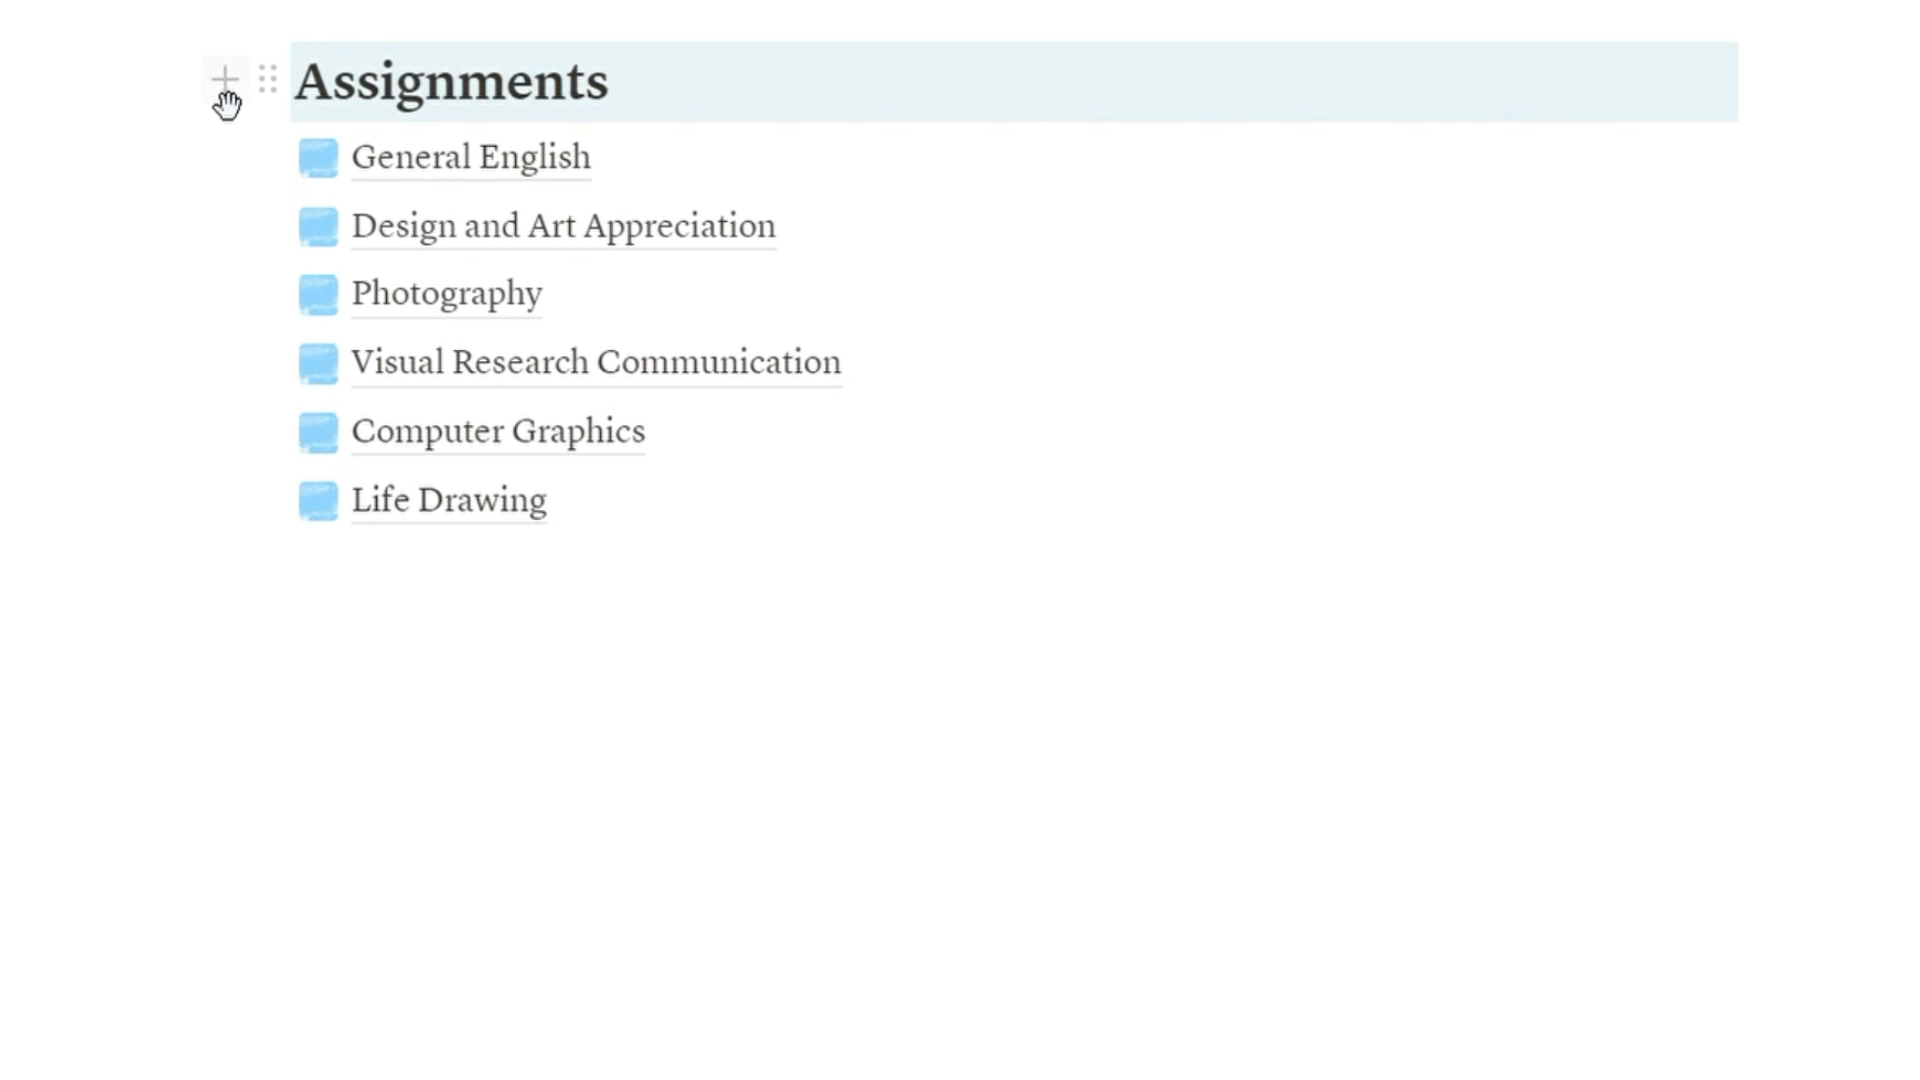 Assignments
General English
Design and Art Appreciation
Photography
Visual Research Communication
Computer Graphics
Life Drawing